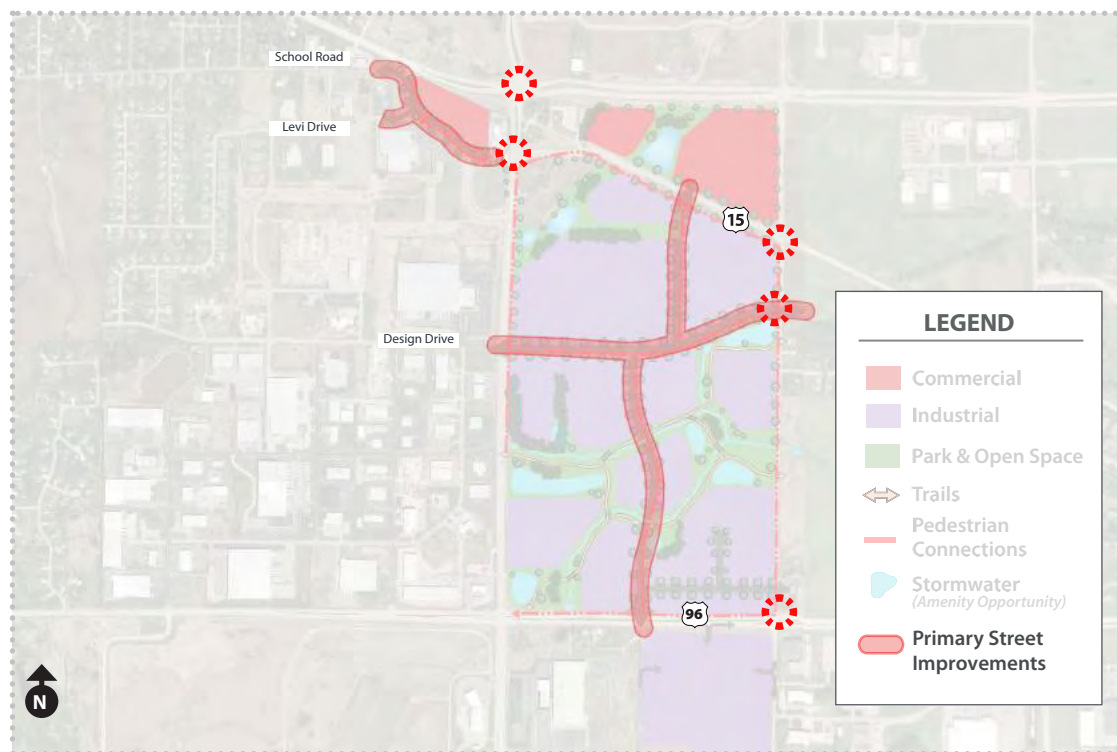 School Road
Levi Drive
15
Design Drive
96
N
LEGEND
Commercial
Industrial
Park & Open Space
Trails
Pedestrian
Connections
Stormwater
(Amenity Opportunity)
Primary Street
Improvements